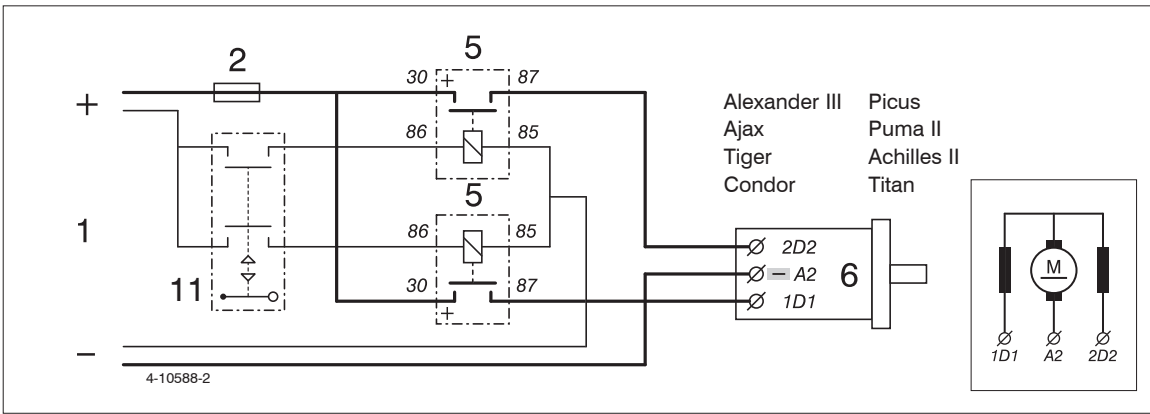 5
2
30 + 87
+
86 85
Alexander III Picus
Ajax Puma II
Tiger Achilles II
Condor Titan
5
1
86 85
2D2
− A2
6
1D1
11
30 87
+
−
4-10588-2
M
1D1 A2 2D2